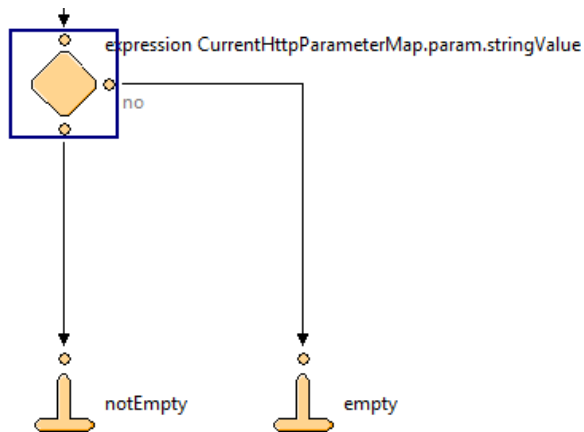 expression CurrentHttpParameterMap.param.stringValue
no
notEmpty
empty